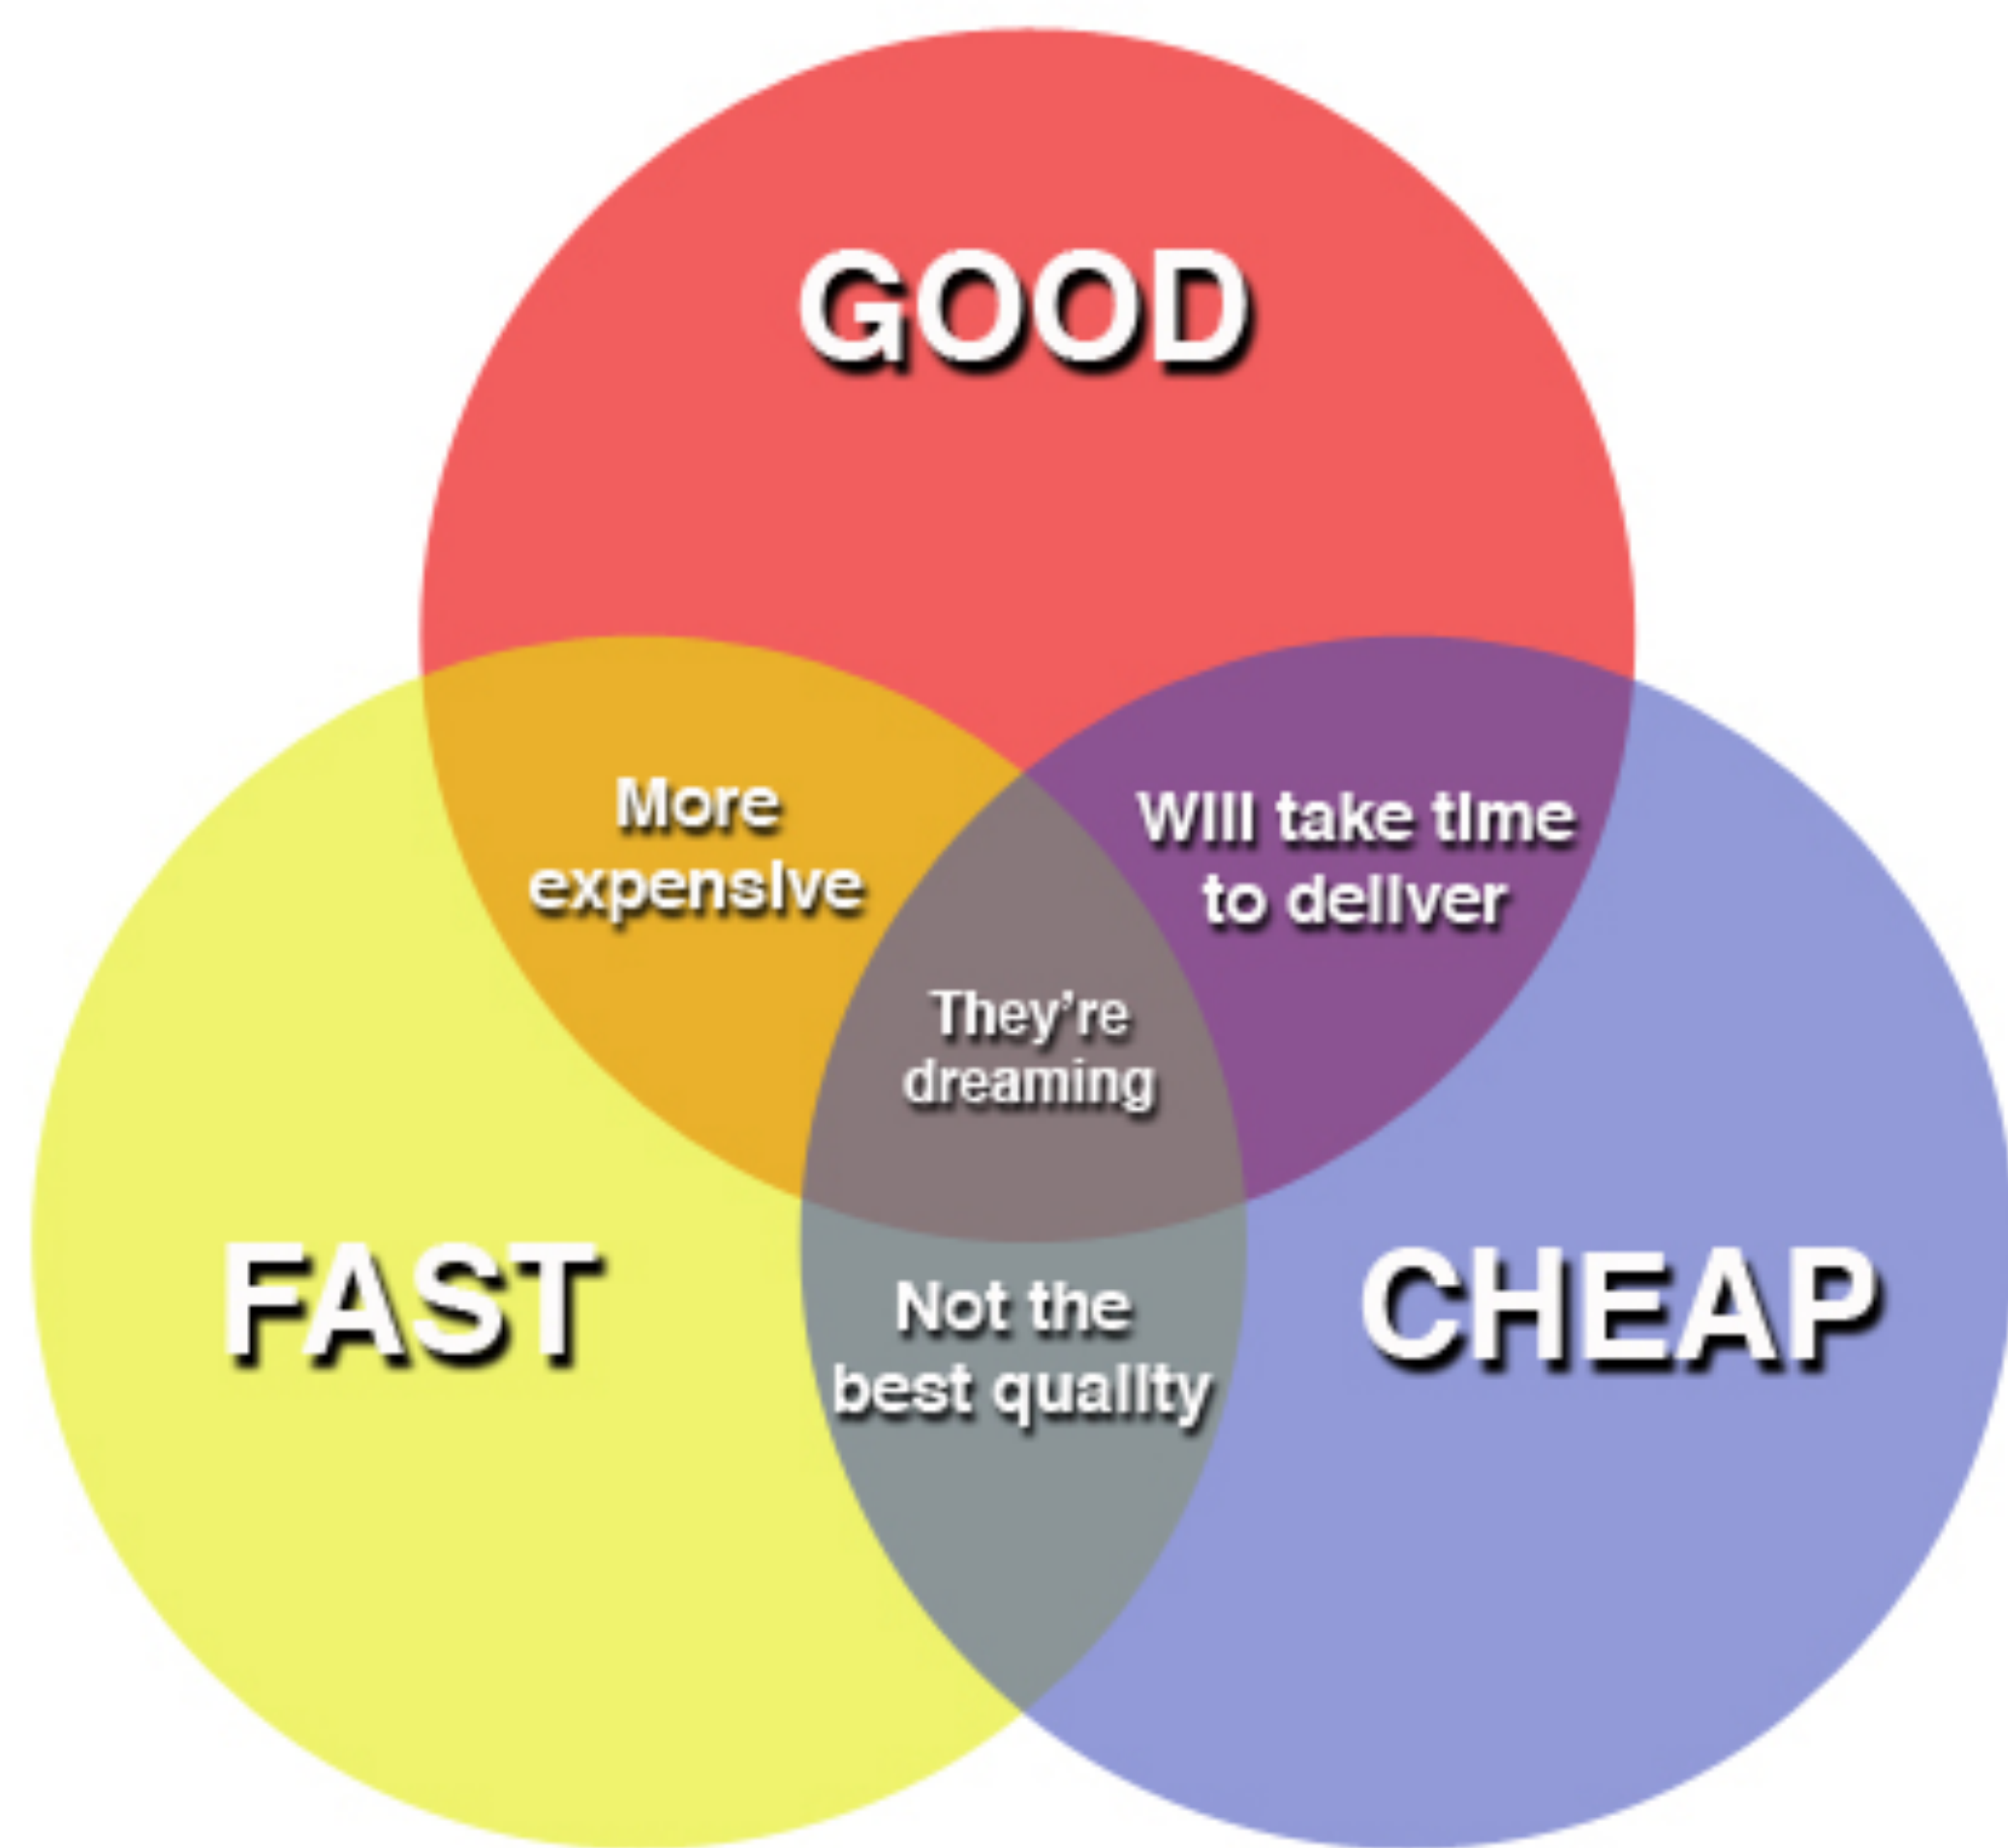 GOOD
More
expensive
Will take time
to deliver
They're
dreaming
FAST
CHEAP
Not the
best quality